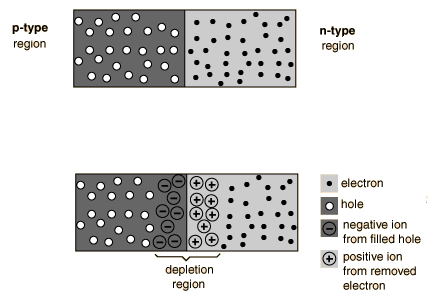 p-type
region
n-type
region
electron
hole
negative ion
from filled hole
positive ion
from removed
electron
depletion
region